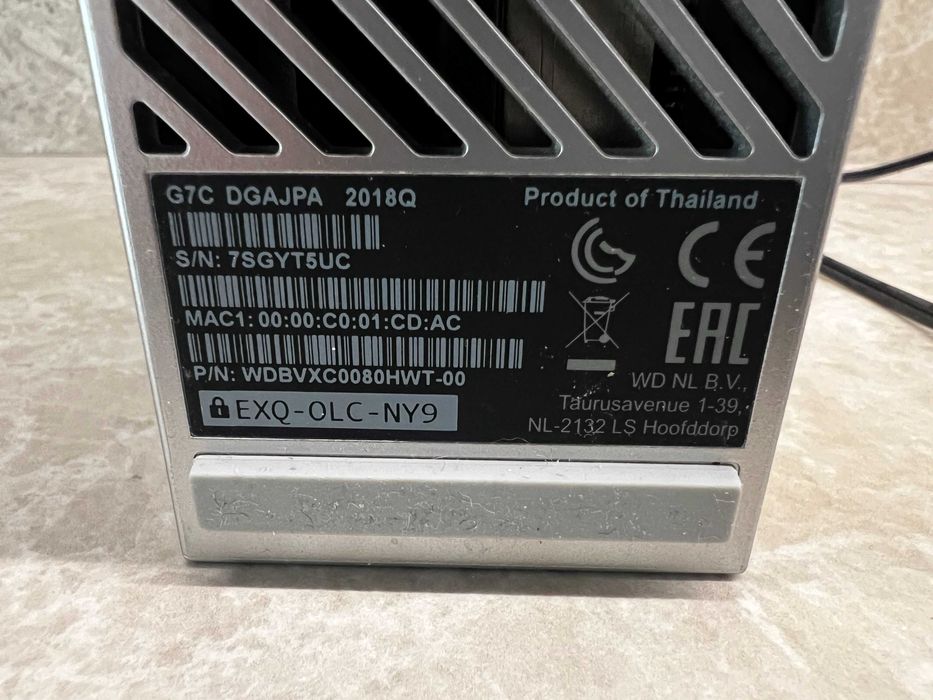 G7C DGAJPA 2018Q
Product of Thailand
S/N: 7SGYT5UC
MAC1: 00:00:C0:01:CD:AC
P/N: WDBVXC0080HWT-00
EXQ-OLC-NY9
CE
EAC
WD NL B.V.,
Taurusavenue 1-39,
NL-2132 LS Hoofddorp